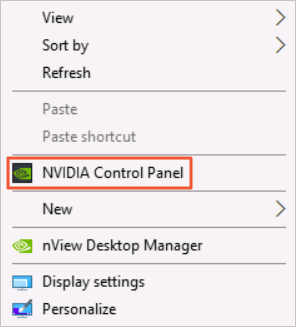 View
Sort by
Refresh
Paste
Paste shortcut
NVIDIA Control Panel
New
nView Desktop Manager
Display settings
Personalize